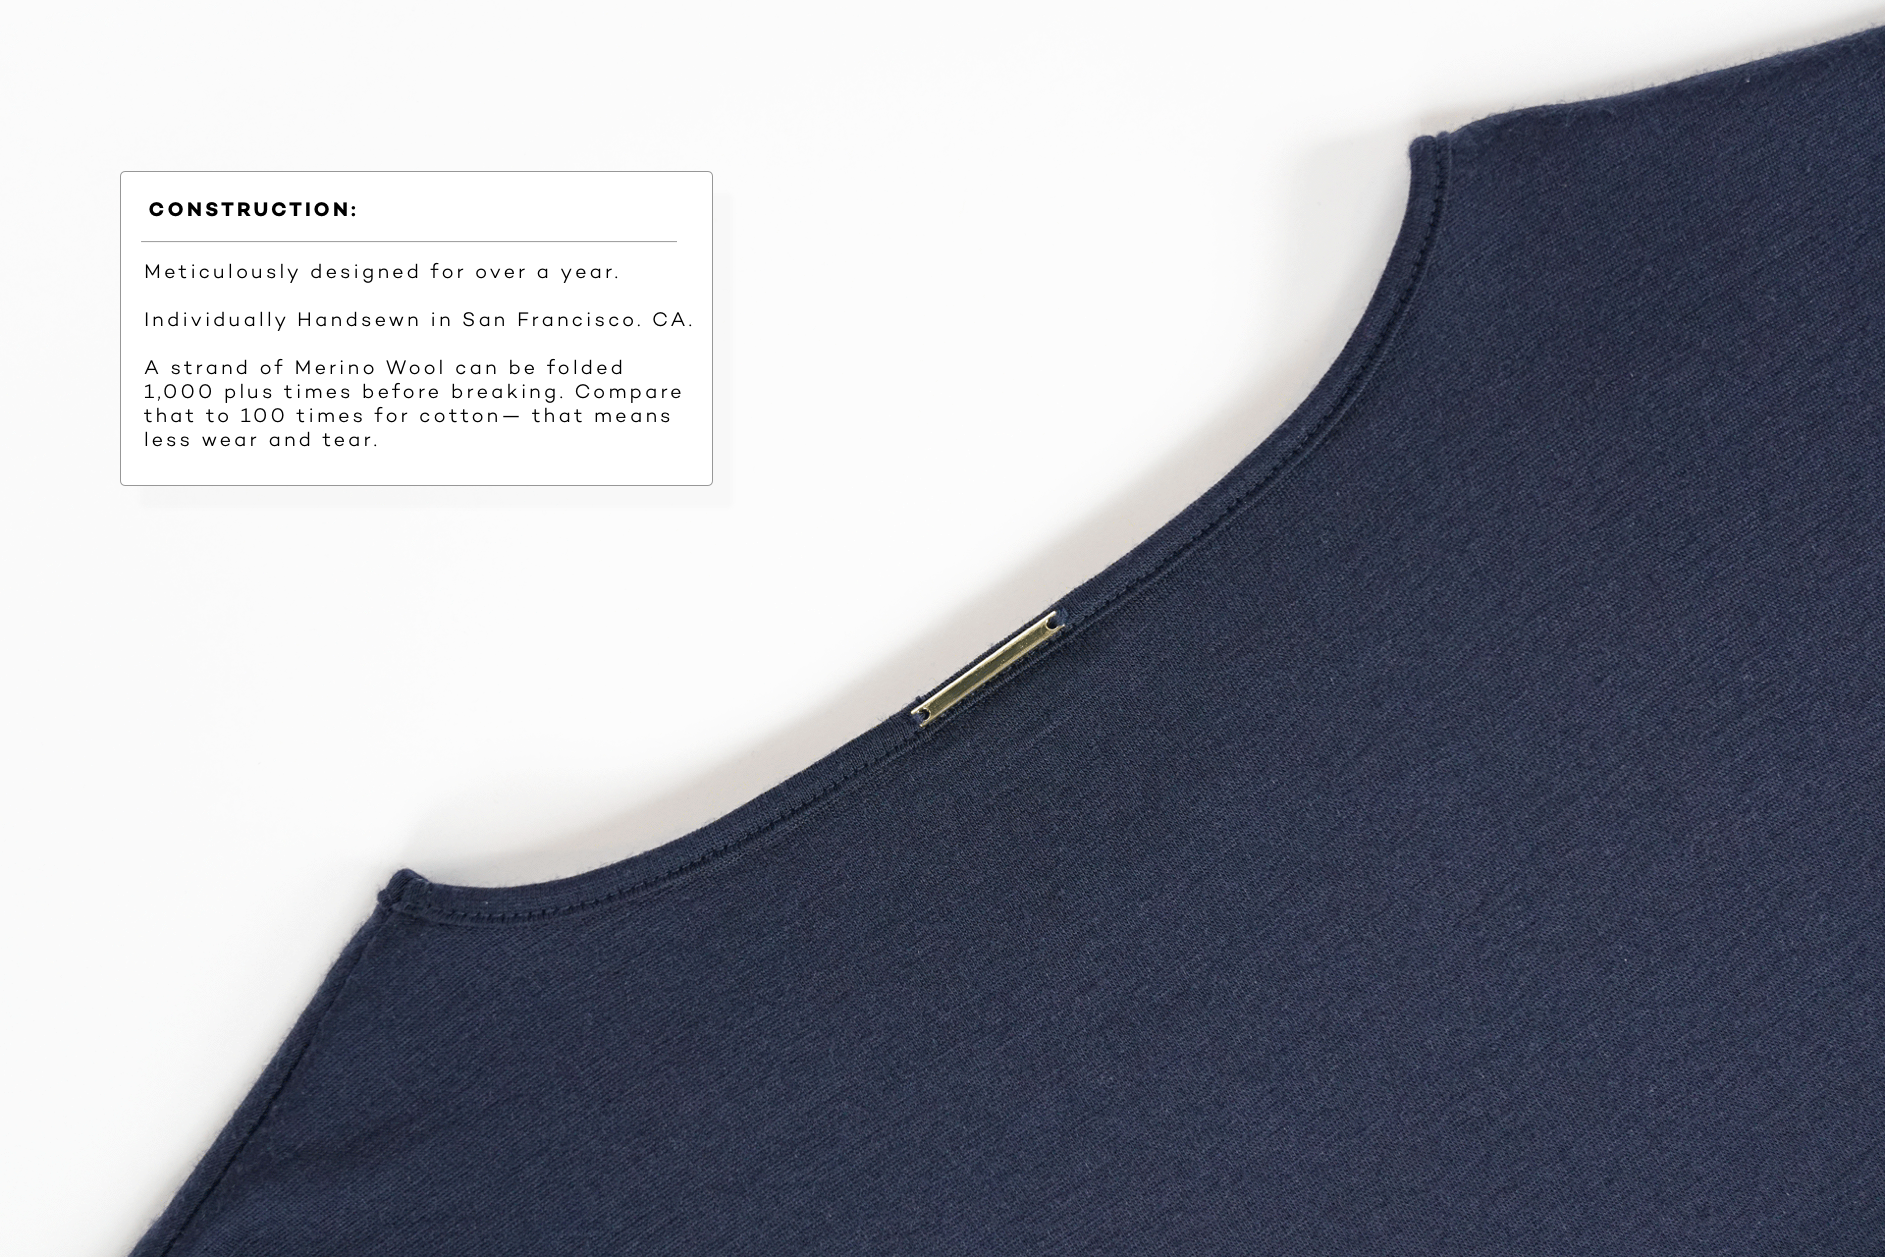 CONSTRUCTION:
Meticulously designed for over a year.
Individually Handsewn in San Francisco. CA.
A strand of Merino Wool can be folded
1,000 plus times before breaking. Compare
that to 100 times for cotton— that means
less wear and tear.